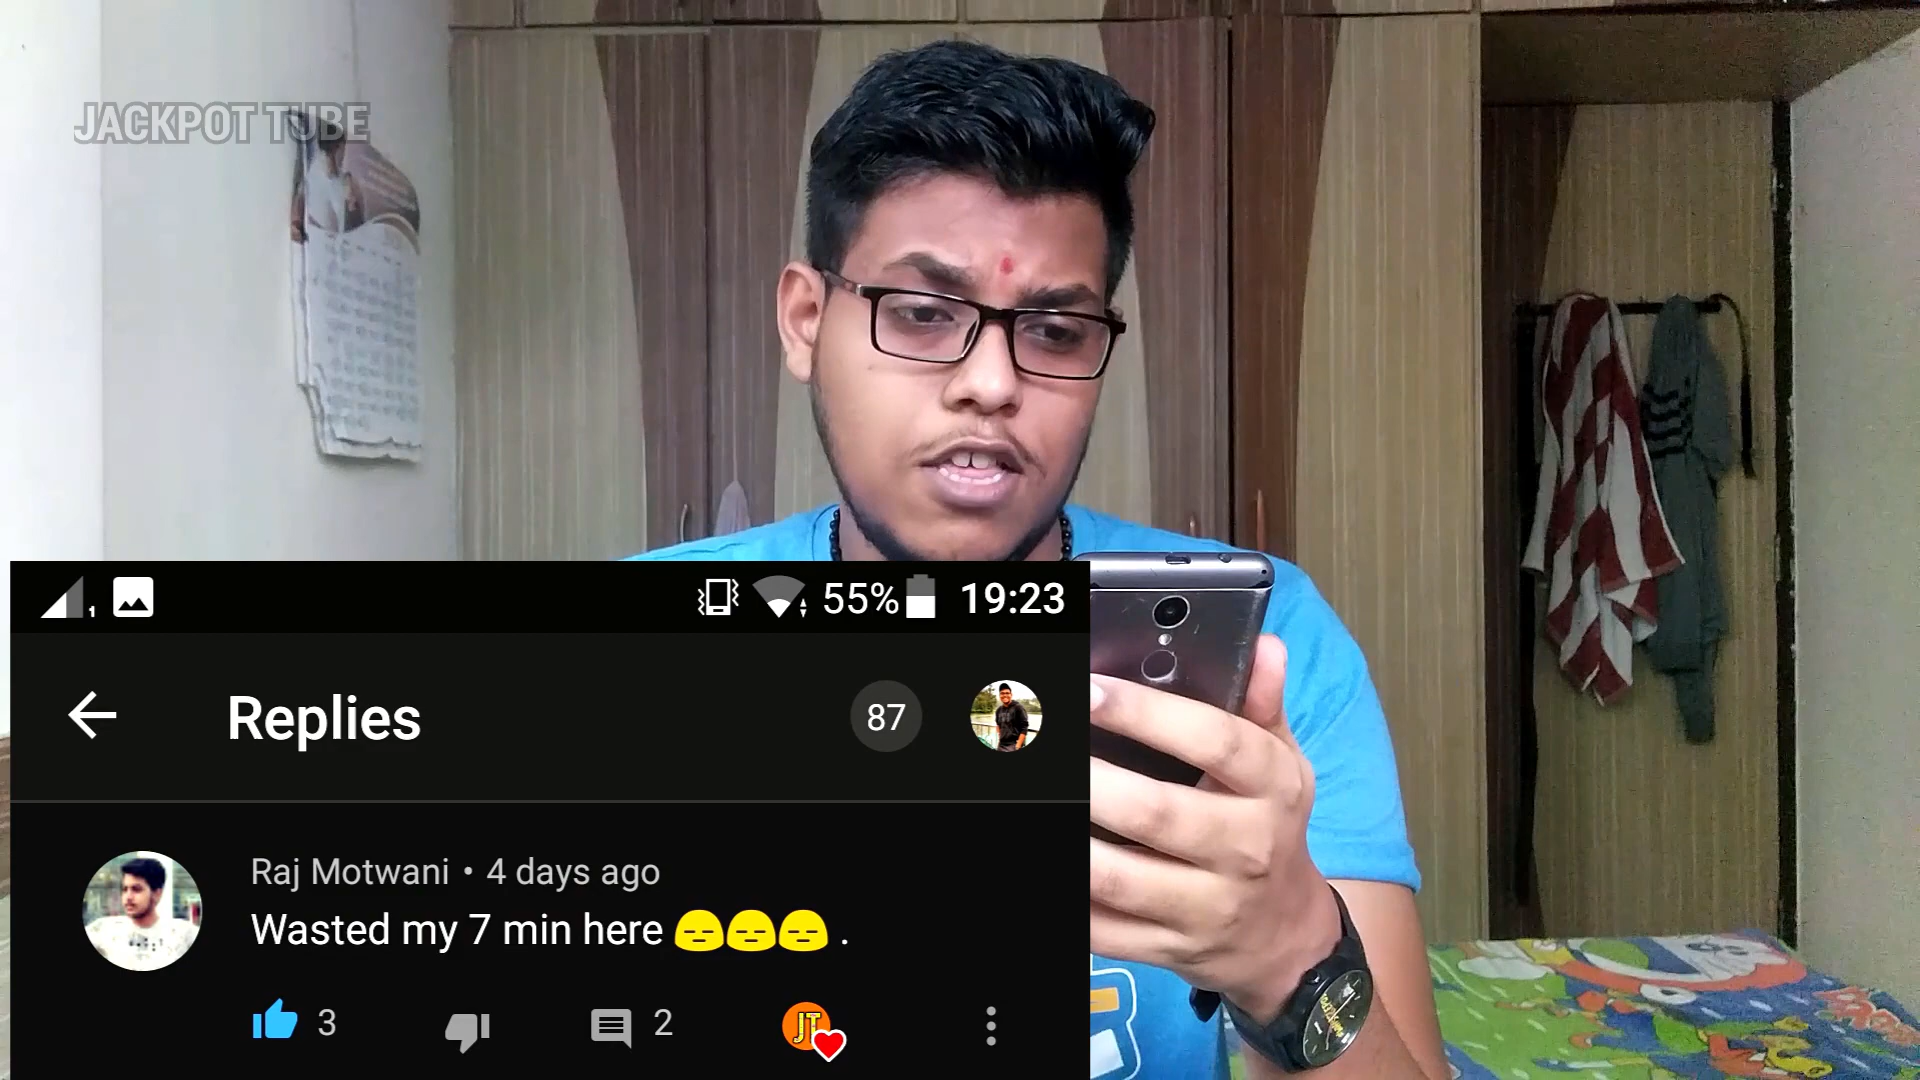 JACKPOT TUBE
1
55%
19:23
Replies
87
Raj Motwani • 4 days ago
Wasted my 7 min here 😑😑😑 .
3
2
JT